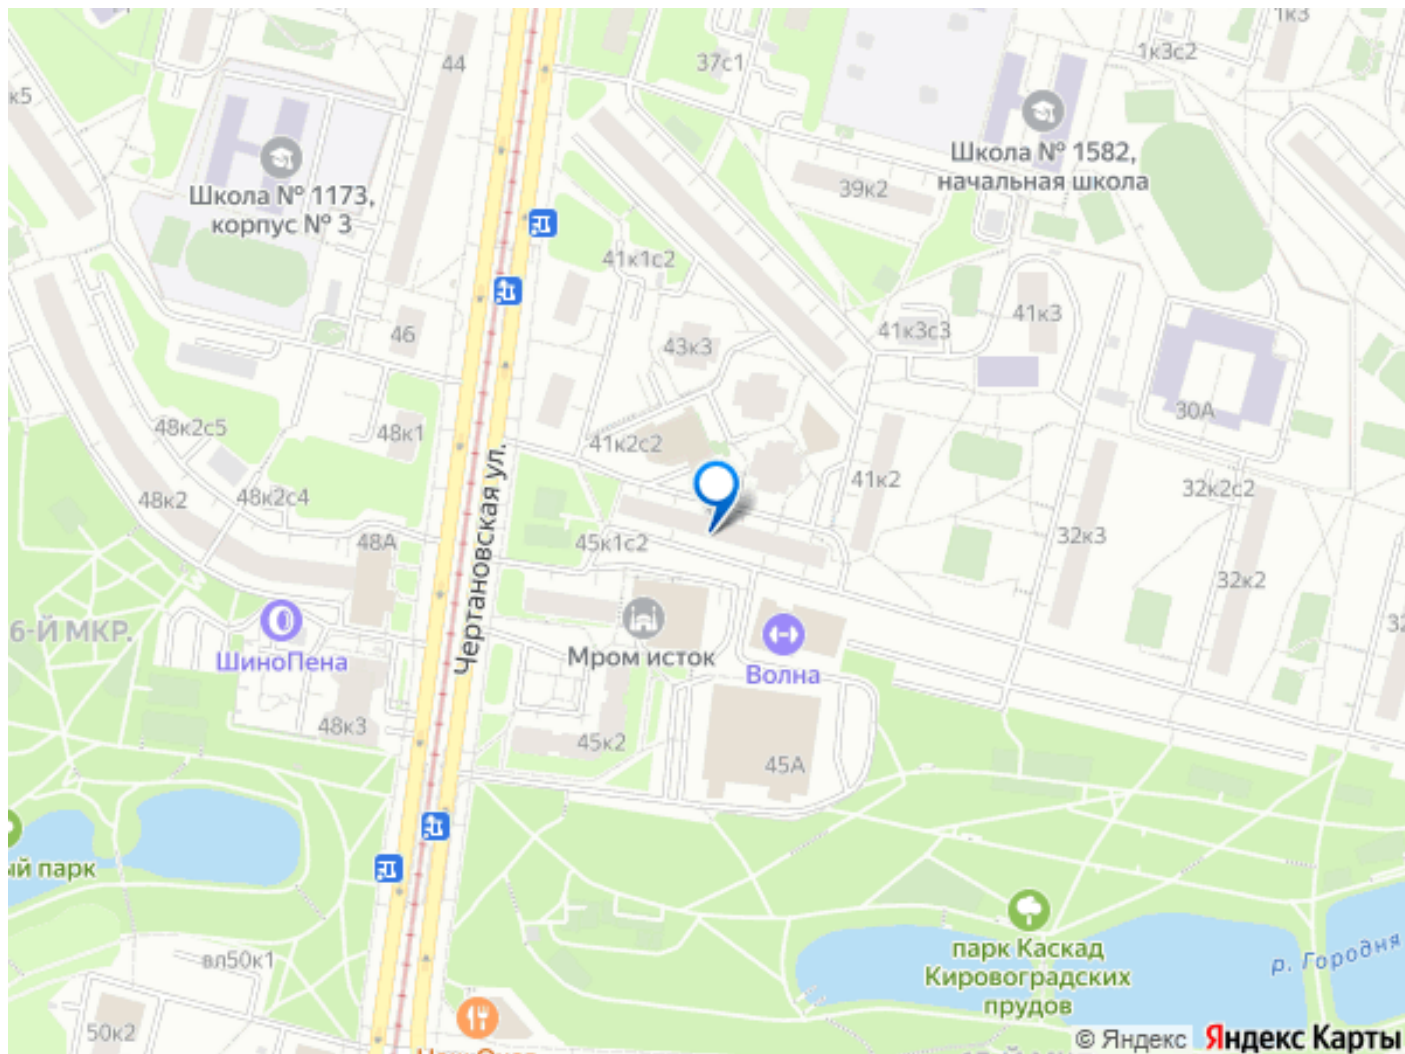 1к3
44
37с1
1к3с2
к5
Школа № 1173,
корпус № 3
Школа № 1582,
начальная школа
39к2
41к1с2
46
43к3
41к3с3
41к3
30А
48к2с5
48к1
41к2с2
48к2
48к2с4
41к2
32к2с2
Чертановская ул.
48А
45к1с2
32к3
32к2
6-Й МКР.
ШиноПена
Мром исток
Волна
48к3
45к2
45А
ый парк
вл50к1
парк Каскад
Кировоградских
прудов
р. Городня
50к2
© Яндекс Яндекс Карты